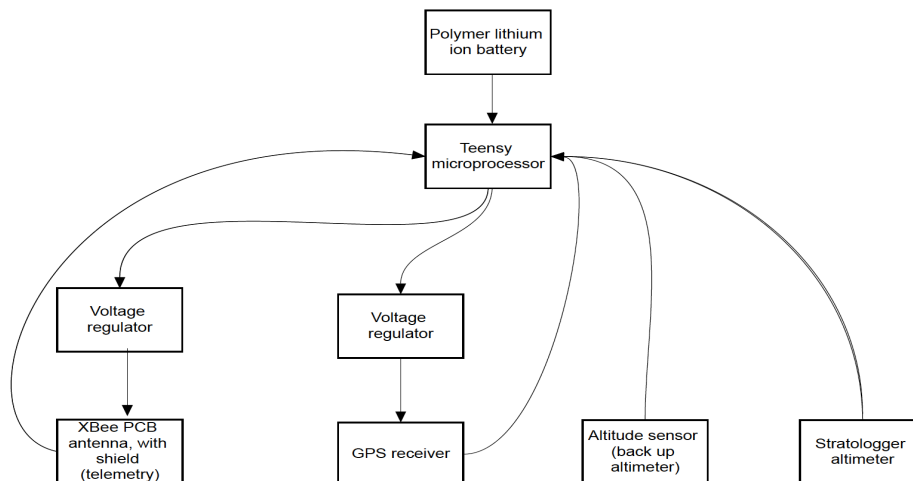 Polymer lithium
ion battery
Teensy
microprocessor
Voltage
regulator
Voltage
regulator
XBee PCB
antenna, with
shield
(telemetry)
GPS receiver
Altitude sensor
(back up
altimeter)
Stratologger
altimeter